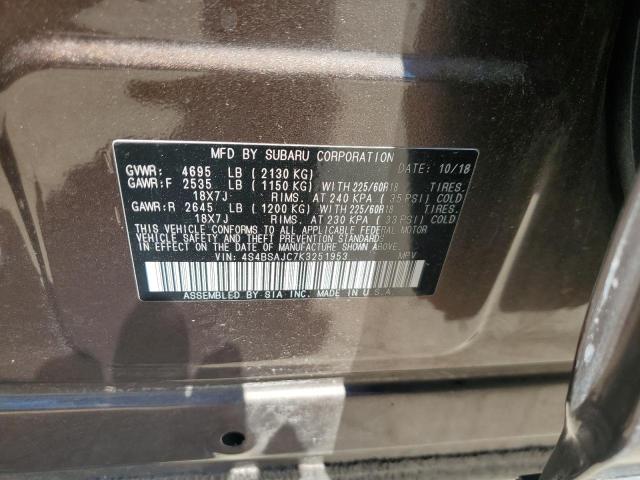 MFD BY SUBARU CORPORATION
GVWR: 4695 LB ( 2130 KG) DATE: 10/18
GAWR:F 2535 LB ( 1150 KG) WITH 225/60R18 TIRES.
18X7J RIMS. AT 240 KPA ( 35 PSI) COLD
GAWR:R 2645 LB ( 1200 KG) WITH 225/60R18 TIRES.
18X7J RIMS. AT 230 KPA ( 33 PSI) COLD
THIS VEHICLE CONFORMS TO ALL APPLICABLE FEDERAL MOTOR
VEHICLE SAFETY AND THEFT PREVENTION STANDARDS IN EFFECT
ON THE DATE OF MANUFACTURE SHOWN ABOVE.
VIN: 4S4BSAJC7K3251953 MPV
ASSEMBLED BY SIA INC. MADE IN U.S.A